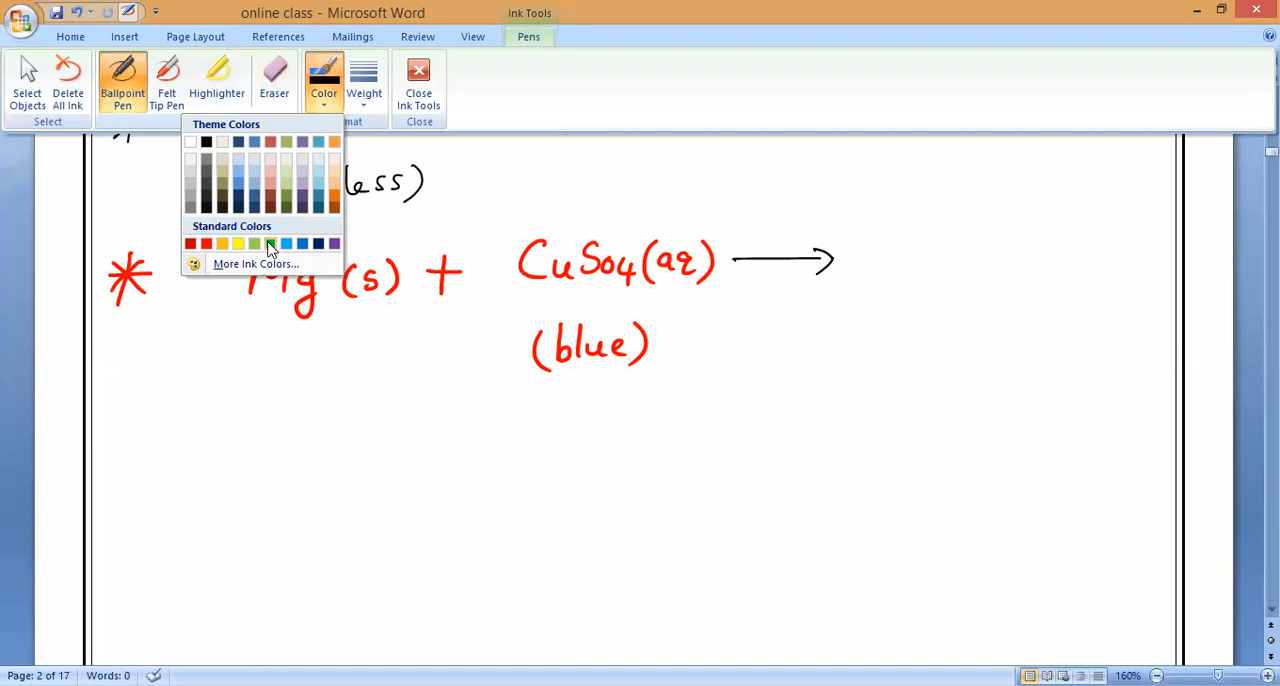 online class - Microsoft Word
Ink Tools
Home Insert Page Layout References Mailings Review View Pens
Select Objects
Delete All Ink
Ballpoint Pen
Felt Tip Pen
Highlighter
Eraser
Color
Weight
Close Ink Tools
Select
mat
Close
Theme Colors
Standard Colors
More Ink Colors...
less)
* Mg (s) + CuSo4(aq) ⟶
(blue)
Page: 2 of 17 Words: 0 160%